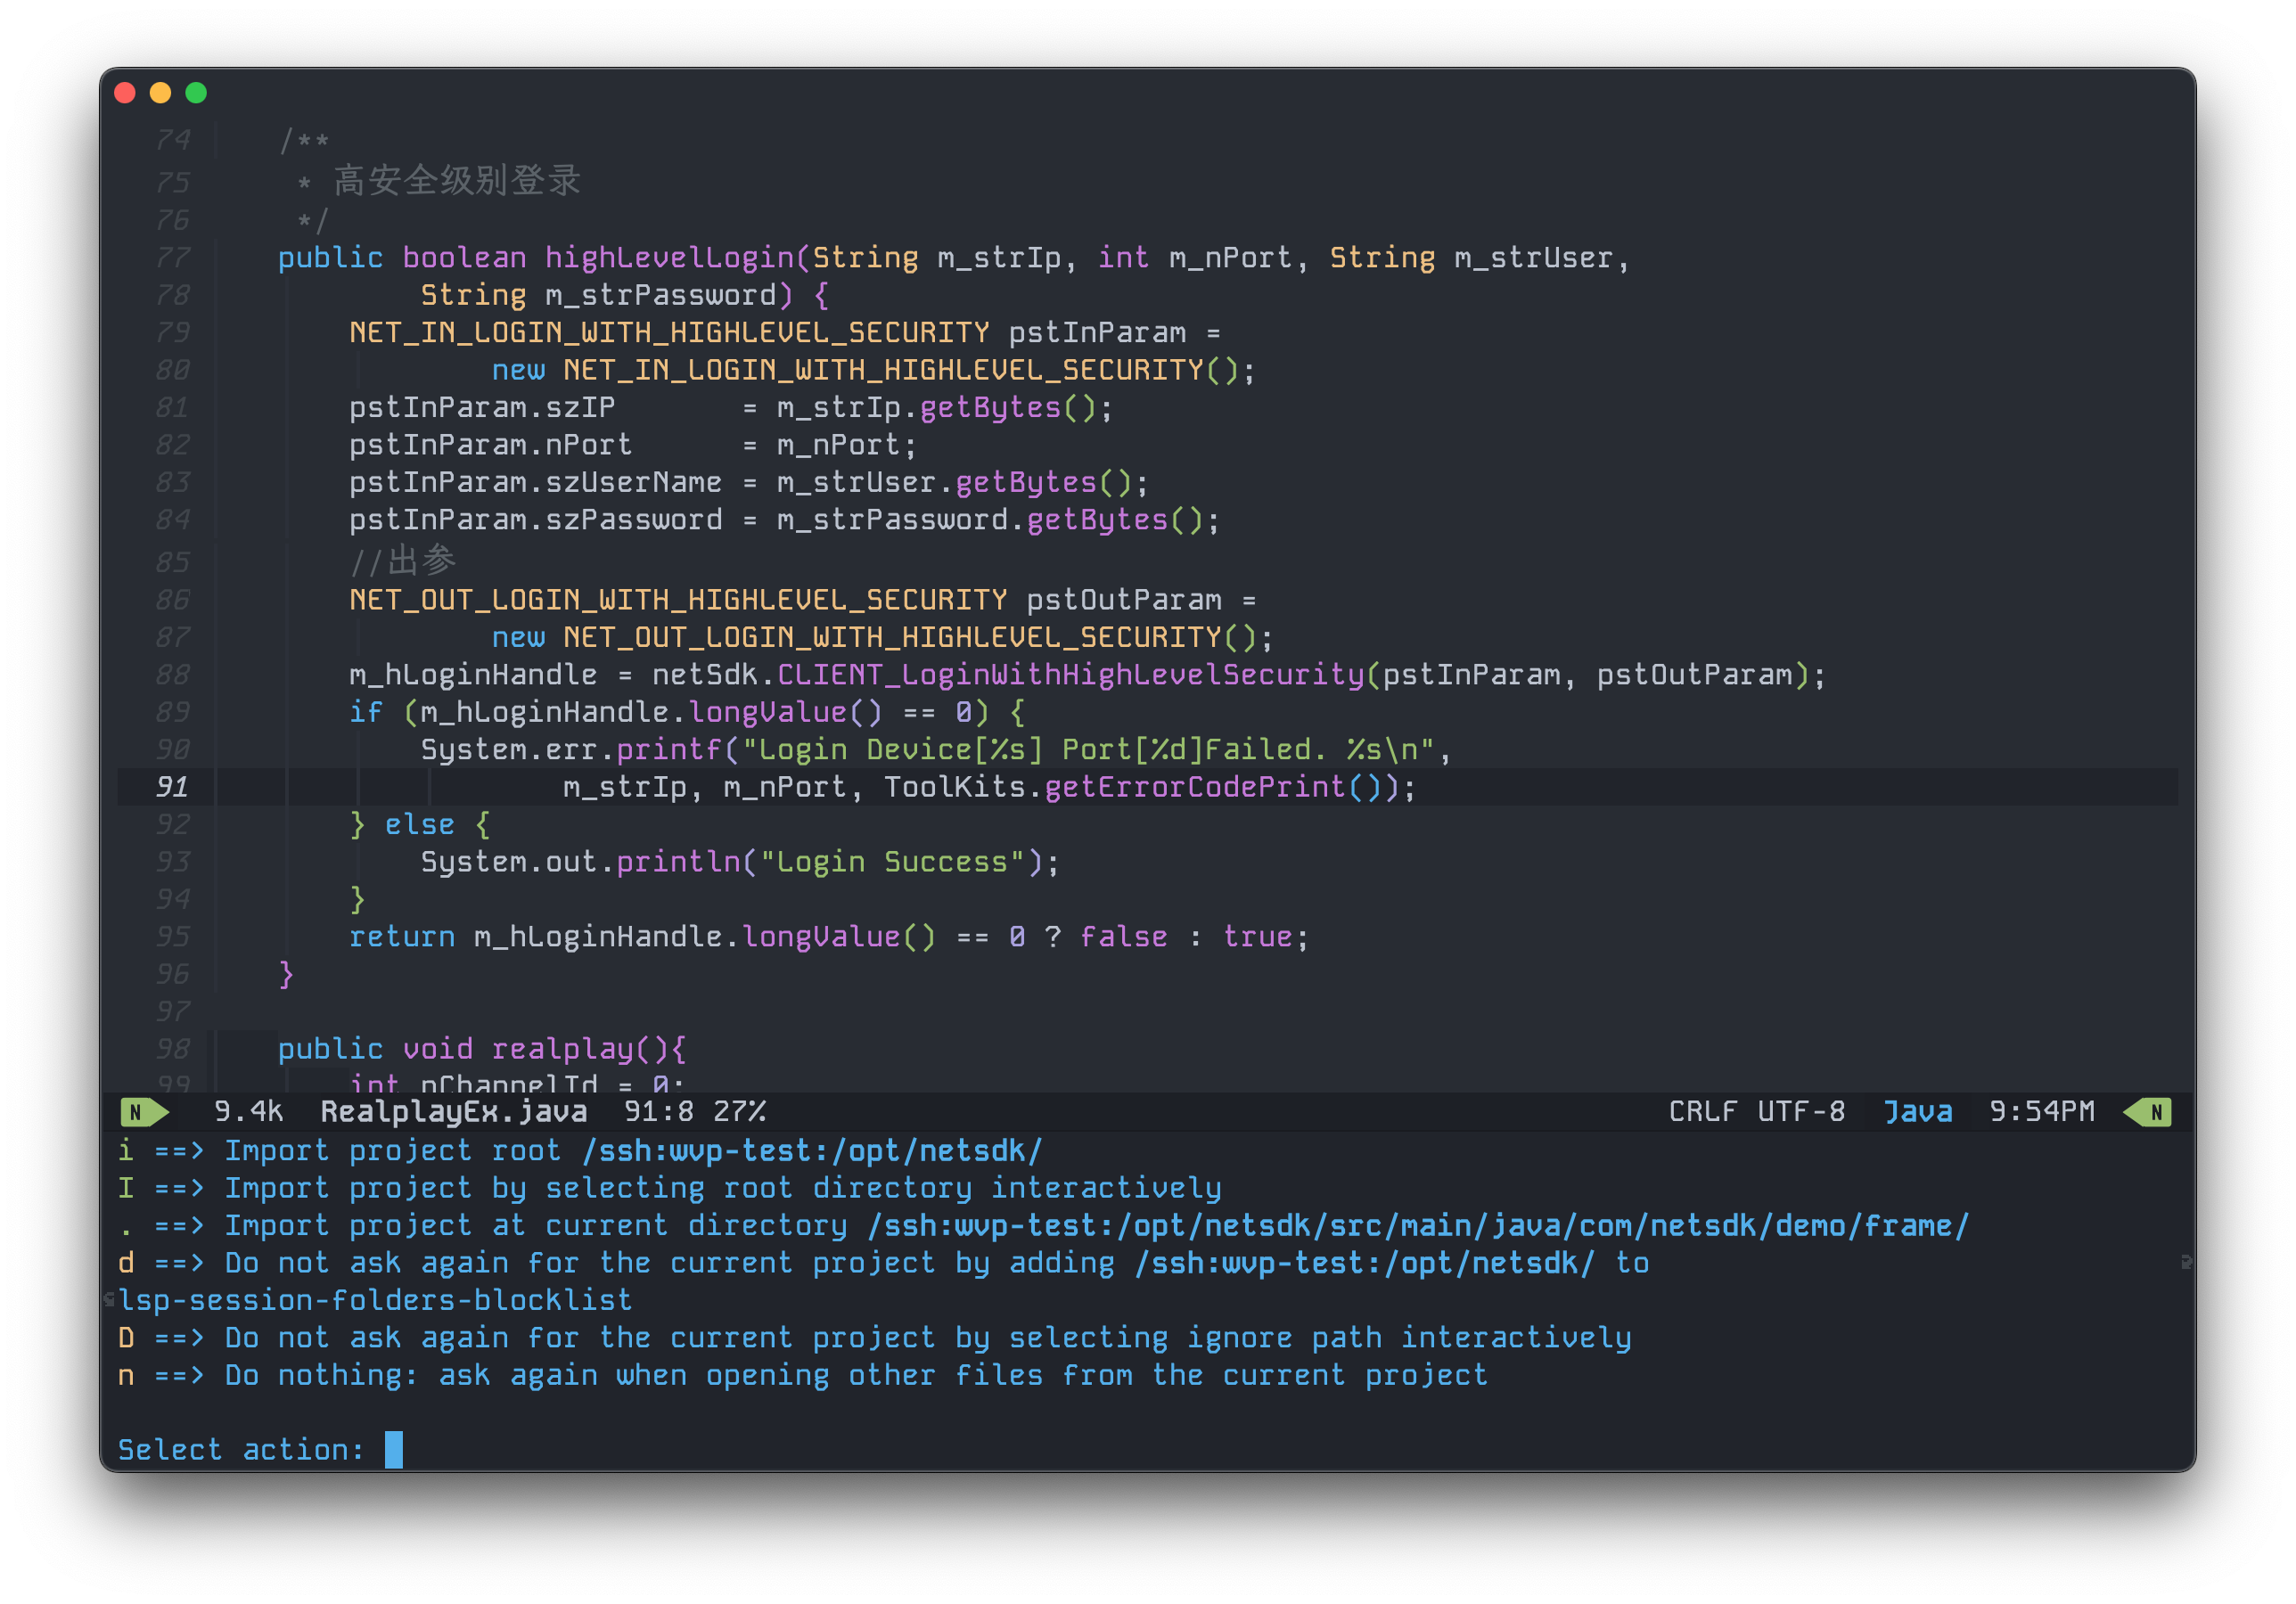 74 /**
75 * 高安全级别登录
76 */
77 public boolean highLevelLogin(String m_strIp, int m_nPort, String m_strUser,
78 String m_strPassword) {
79 NET_IN_LOGIN_WITH_HIGHLEVEL_SECURITY pstInParam =
80 new NET_IN_LOGIN_WITH_HIGHLEVEL_SECURITY();
81 pstInParam.szIP = m_strIp.getBytes();
82 pstInParam.nPort = m_nPort;
83 pstInParam.szUserName = m_strUser.getBytes();
84 pstInParam.szPassword = m_strPassword.getBytes();
85 //出参
86 NET_OUT_LOGIN_WITH_HIGHLEVEL_SECURITY pstOutParam =
87 new NET_OUT_LOGIN_WITH_HIGHLEVEL_SECURITY();
88 m_hLoginHandle = netSdk.CLIENT_LoginWithHighLevelSecurity(pstInParam, pstOutParam);
89 if (m_hLoginHandle.longValue() == 0) {
90 System.err.printf("Login Device[%s] Port[%d]Failed. %s\n",
91 m_strIp, m_nPort, ToolKits.getErrorCodePrint());
92 } else {
93 System.out.println("Login Success");
94 }
95 return m_hLoginHandle.longValue() == 0 ? false : true;
96 }
97
98 public void realplay(){
99 int nChannelId = 0;
N 9.4k RealplayEx.java 91:8 27% CRLF UTF-8 Java 9:54PM N
i ==> Import project root /ssh:wvp-test:/opt/netsdk/
I ==> Import project by selecting root directory interactively
. ==> Import project at current directory /ssh:wvp-test:/opt/netsdk/src/main/java/com/netsdk/demo/frame/
d ==> Do not ask again for the current project by adding /ssh:wvp-test:/opt/netsdk/ to
lsp-session-folders-blocklist
D ==> Do not ask again for the current project by selecting ignore path interactively
n ==> Do nothing: ask again when opening other files from the current project
Select action: